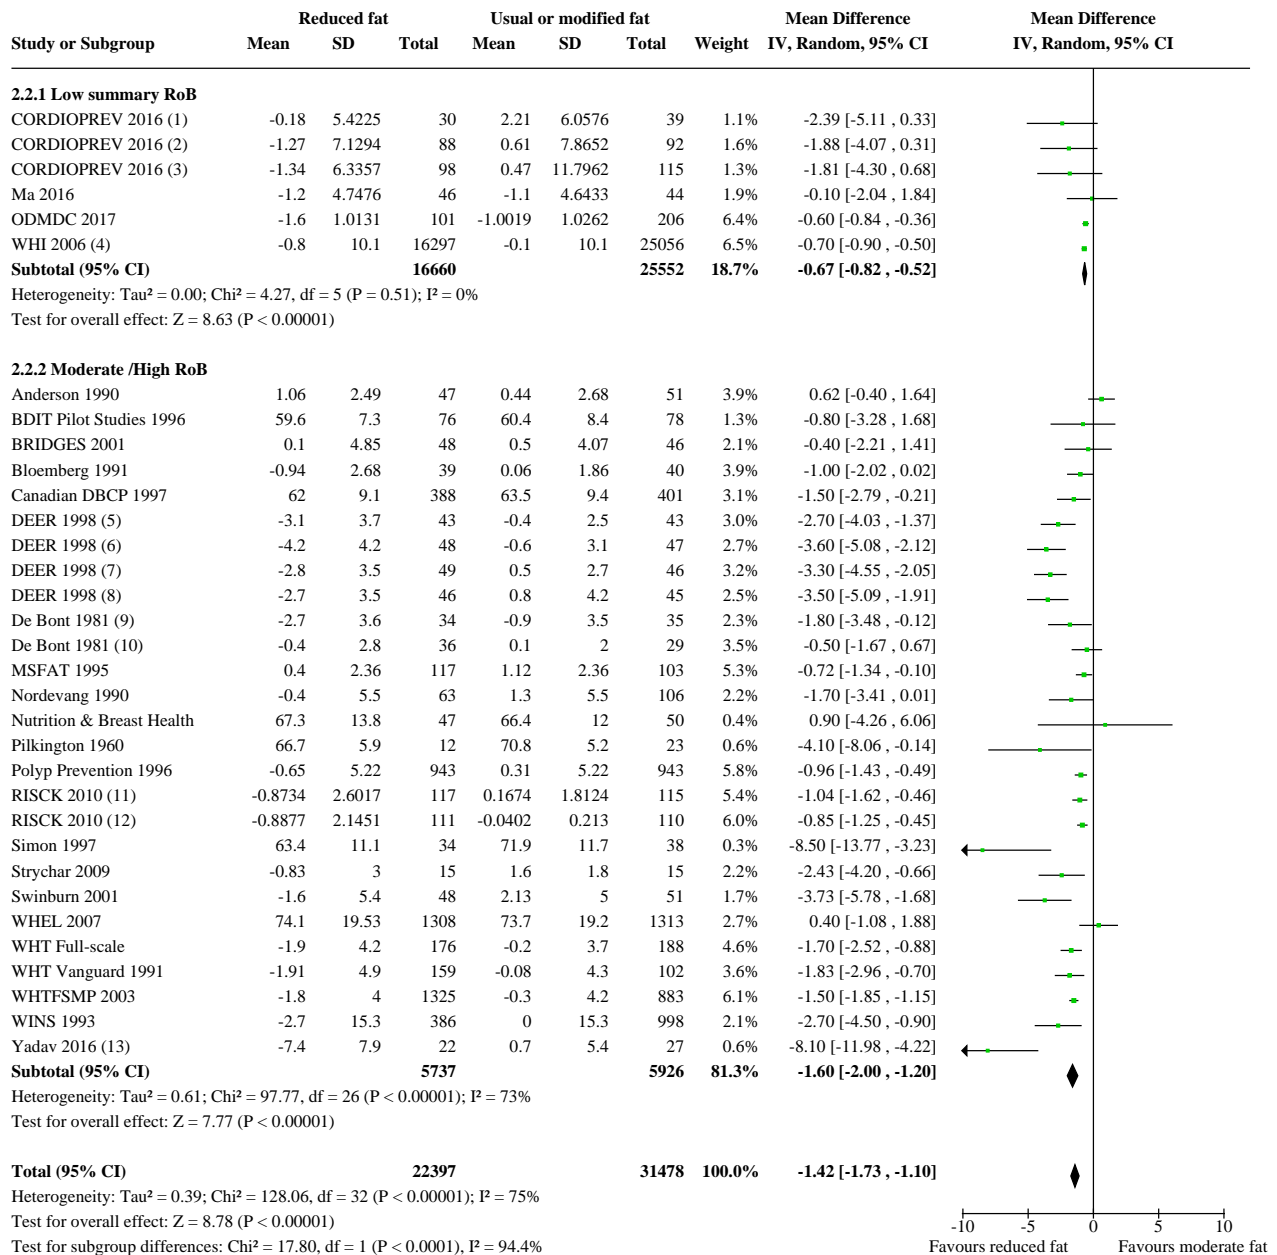 Reduced fat Usual or modified fat Mean Difference Mean Difference
Study or Subgroup Mean SD Total Mean SD Total Weight IV, Random, 95% CI IV, Random, 95% CI
2.2.1 Low summary RoB
CORDIOPREV 2016 (1) -0.18 5.4225 30 2.21 6.0576 39 1.1% -2.39 [-5.11 , 0.33]
CORDIOPREV 2016 (2) -1.27 7.1294 88 0.61 7.8652 92 1.6% -1.88 [-4.07 , 0.31]
CORDIOPREV 2016 (3) -1.34 6.3357 98 0.47 11.7962 115 1.3% -1.81 [-4.30 , 0.68]
Ma 2016 -1.2 4.7476 46 -1.1 4.6433 44 1.9% -0.10 [-2.04 , 1.84]
ODMDC 2017 -1.6 1.0131 101 -1.0019 1.0262 206 6.4% -0.60 [-0.84 , -0.36]
WHI 2006 (4) -0.8 10.1 16297 -0.1 10.1 25056 6.5% -0.70 [-0.90 , -0.50]
Subtotal (95% CI) 16660 25552 18.7% -0.67 [-0.82 , -0.52]
Heterogeneity: Tau² = 0.00; Chi² = 4.27, df = 5 (P = 0.51); I² = 0%
Test for overall effect: Z = 8.63 (P < 0.00001)
2.2.2 Moderate /High RoB
Anderson 1990 1.06 2.49 47 0.44 2.68 51 3.9% 0.62 [-0.40 , 1.64]
BDIT Pilot Studies 1996 59.6 7.3 76 60.4 8.4 78 1.3% -0.80 [-3.28 , 1.68]
BRIDGES 2001 0.1 4.85 48 0.5 4.07 46 2.1% -0.40 [-2.21 , 1.41]
Bloemberg 1991 -0.94 2.68 39 0.06 1.86 40 3.9% -1.00 [-2.02 , 0.02]
Canadian DBCP 1997 62 9.1 388 63.5 9.4 401 3.1% -1.50 [-2.79 , -0.21]
DEER 1998 (5) -3.1 3.7 43 -0.4 2.5 43 3.0% -2.70 [-4.03 , -1.37]
DEER 1998 (6) -4.2 4.2 48 -0.6 3.1 47 2.7% -3.60 [-5.08 , -2.12]
DEER 1998 (7) -2.8 3.5 49 0.5 2.7 46 3.2% -3.30 [-4.55 , -2.05]
DEER 1998 (8) -2.7 3.5 46 0.8 4.2 45 2.5% -3.50 [-5.09 , -1.91]
De Bont 1981 (9) -2.7 3.6 34 -0.9 3.5 35 2.3% -1.80 [-3.48 , -0.12]
De Bont 1981 (10) -0.4 2.8 36 0.1 2 29 3.5% -0.50 [-1.67 , 0.67]
MSFAT 1995 0.4 2.36 117 1.12 2.36 103 5.3% -0.72 [-1.34 , -0.10]
Nordevang 1990 -0.4 5.5 63 1.3 5.5 106 2.2% -1.70 [-3.41 , 0.01]
Nutrition & Breast Health 67.3 13.8 47 66.4 12 50 0.4% 0.90 [-4.26 , 6.06]
Pilkington 1960 66.7 5.9 12 70.8 5.2 23 0.6% -4.10 [-8.06 , -0.14]
Polyp Prevention 1996 -0.65 5.22 943 0.31 5.22 943 5.8% -0.96 [-1.43 , -0.49]
RISCK 2010 (11) -0.8734 2.6017 117 0.1674 1.8124 115 5.4% -1.04 [-1.62 , -0.46]
RISCK 2010 (12) -0.8877 2.1451 111 -0.0402 0.213 110 6.0% -0.85 [-1.25 , -0.45]
Simon 1997 63.4 11.1 34 71.9 11.7 38 0.3% -8.50 [-13.77 , -3.23]
Strychar 2009 -0.83 3 15 1.6 1.8 15 2.2% -2.43 [-4.20 , -0.66]
Swinburn 2001 -1.6 5.4 48 2.13 5 51 1.7% -3.73 [-5.78 , -1.68]
WHEL 2007 74.1 19.53 1308 73.7 19.2 1313 2.7% 0.40 [-1.08 , 1.88]
WHT Full-scale -1.9 4.2 176 -0.2 3.7 188 4.6% -1.70 [-2.52 , -0.88]
WHT Vanguard 1991 -1.91 4.9 159 -0.08 4.3 102 3.6% -1.83 [-2.96 , -0.70]
WHTFSMP 2003 -1.8 4 1325 -0.3 4.2 883 6.1% -1.50 [-1.85 , -1.15]
WINS 1993 -2.7 15.3 386 0 15.3 998 2.1% -2.70 [-4.50 , -0.90]
Yadav 2016 (13) -7.4 7.9 22 0.7 5.4 27 0.6% -8.10 [-11.98 , -4.22]
Subtotal (95% CI) 5737 5926 81.3% -1.60 [-2.00 , -1.20]
Heterogeneity: Tau² = 0.61; Chi² = 97.77, df = 26 (P < 0.00001); I² = 73%
Test for overall effect: Z = 7.77 (P < 0.00001)
Total (95% CI) 22397 31478 100.0% -1.42 [-1.73 , -1.10]
Heterogeneity: Tau² = 0.39; Chi² = 128.06, df = 32 (P < 0.00001); I² = 75%
Test for overall effect: Z = 8.78 (P < 0.00001) -10 -5 0 5 10
Test for subgroup differences: Chi² = 17.80, df = 1 (P < 0.0001), I² = 94.4% Favours reduced fat Favours moderate fat